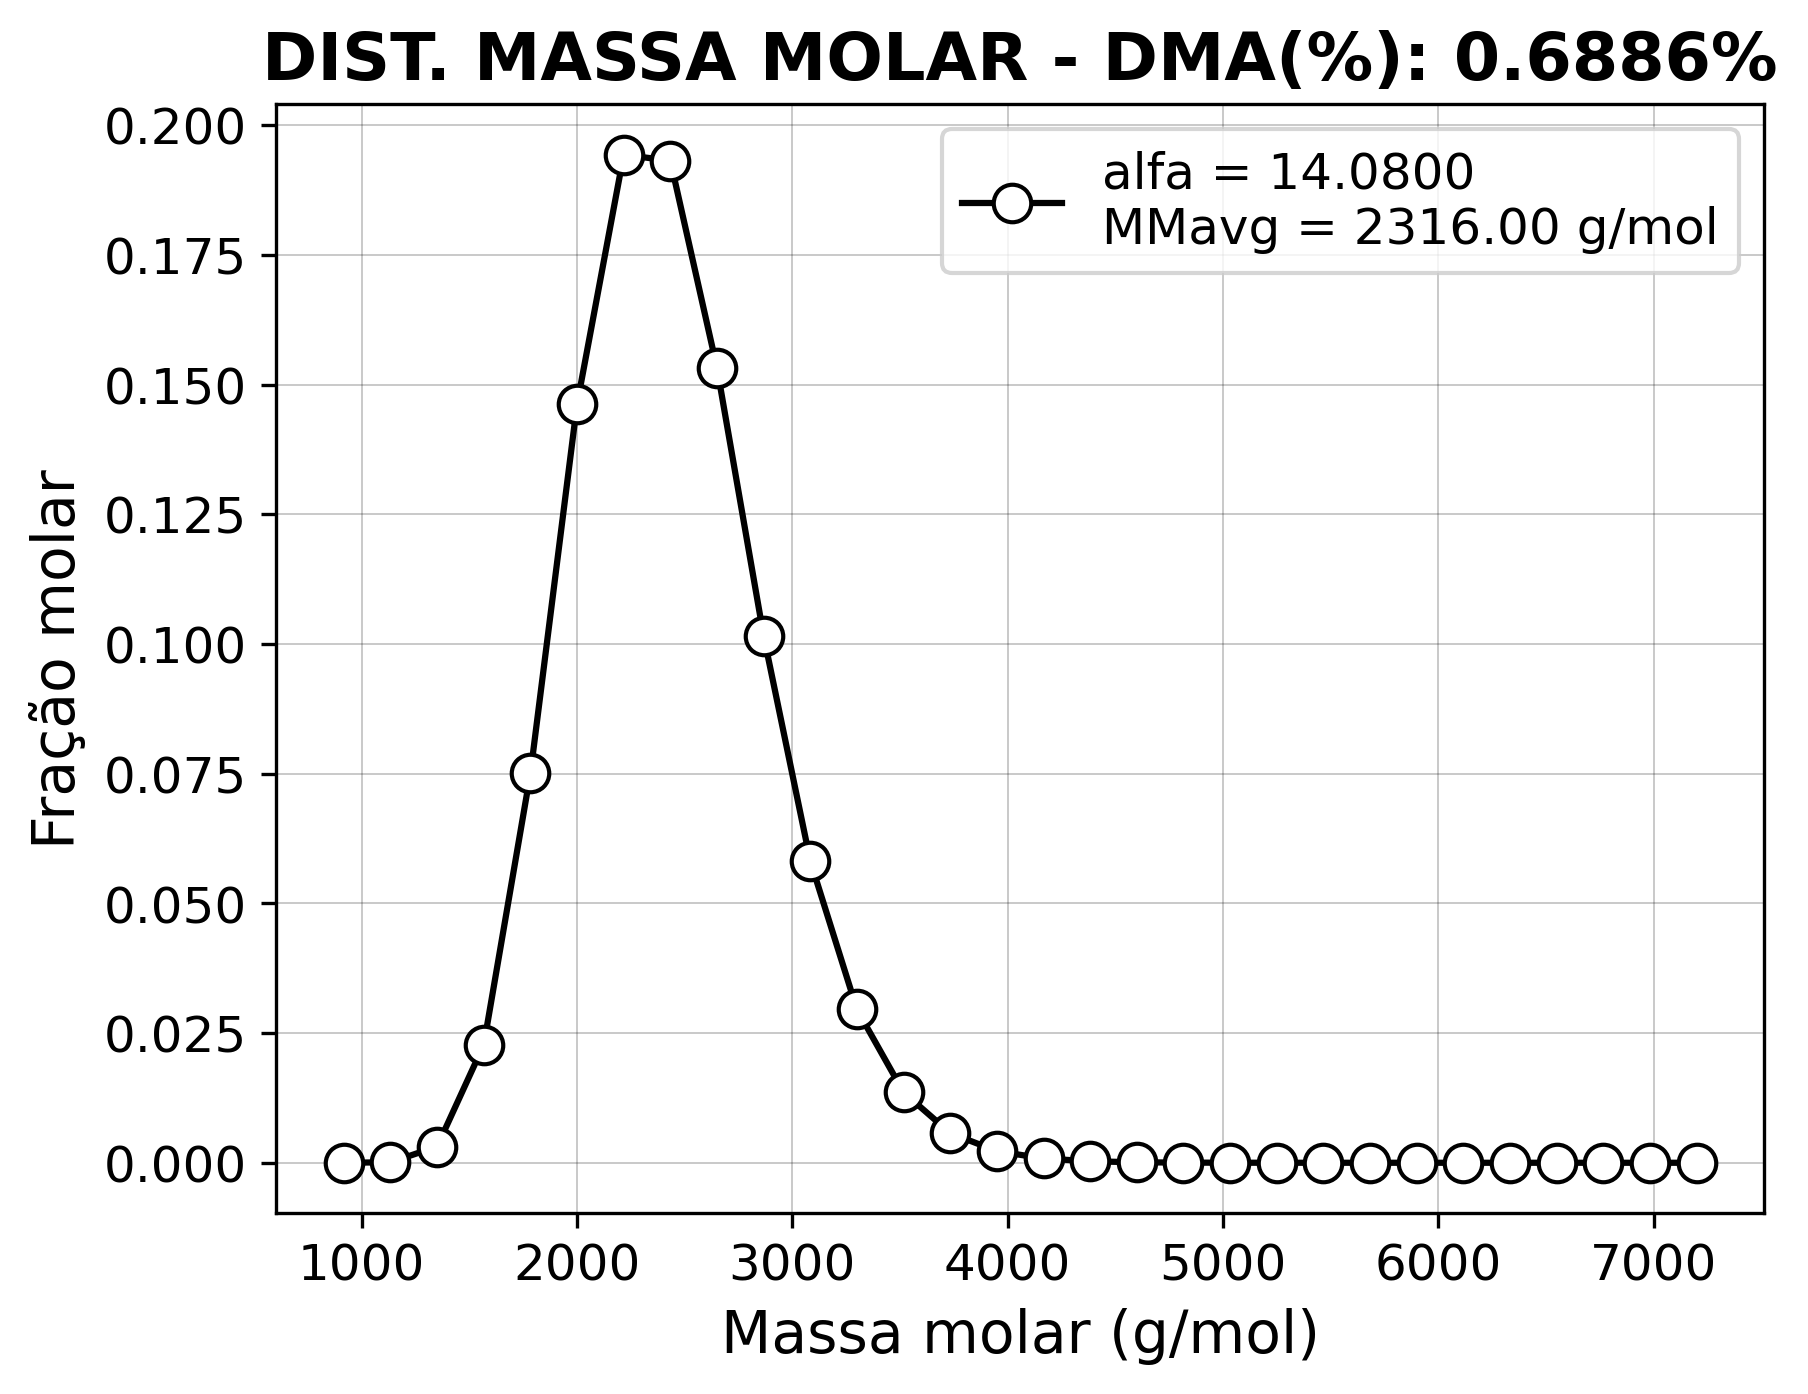 DIST. MASSA MOLAR - DMA(%): 0.6886%
alfa = 14.0800
MMavg = 2316.00 g/mol
Fração molar
0.200
0.175
0.150
0.125
0.100
0.075
0.050
0.025
0.000
1000 2000 3000 4000 5000 6000 7000
Massa molar (g/mol)